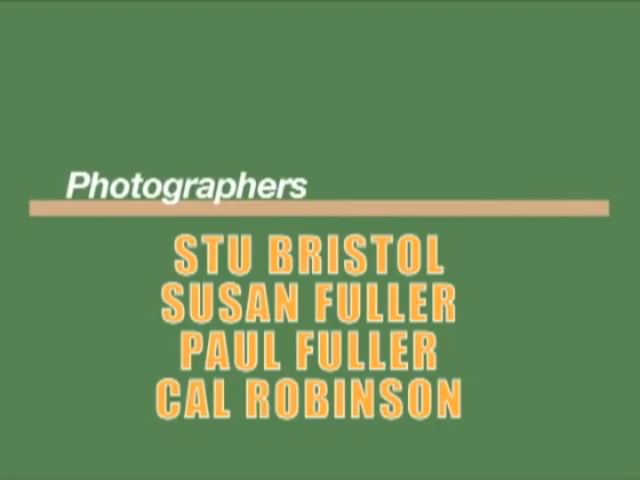 Photographers
STU BRISTOL
SUSAN FULLER
PAUL FULLER
CAL ROBINSON